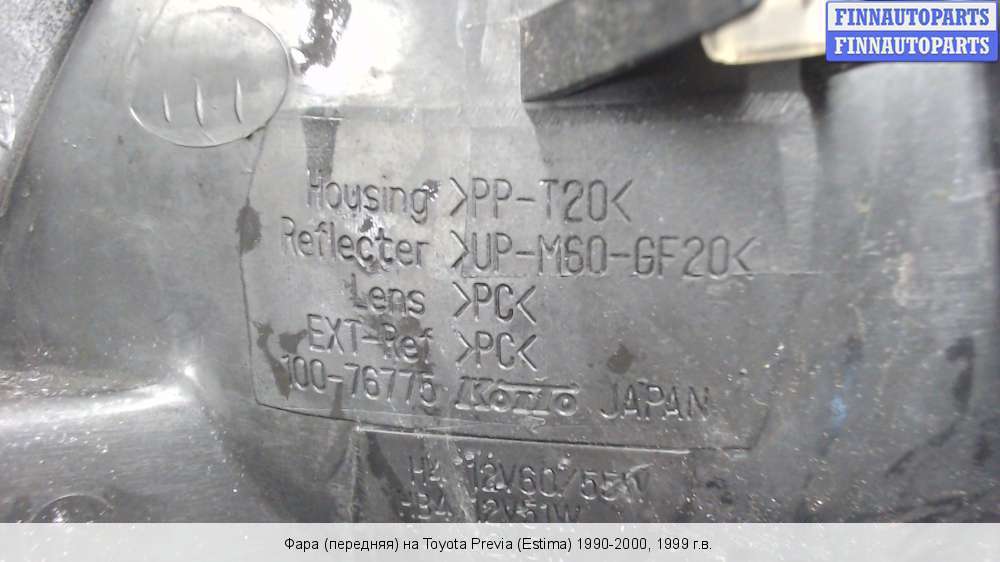 FINNAUTOPARTS
FINNAUTOPARTS
Housing >PP-T20<
Reflecter >UP-M60-GF20<
Lens >PC<
EXT-Ref >PC<
100-76775 KOITO JAPAN
H4 12V60/55W
HB4 12V51W
Фара (передняя) на Toyota Previa (Estima) 1990-2000, 1999 г.в.